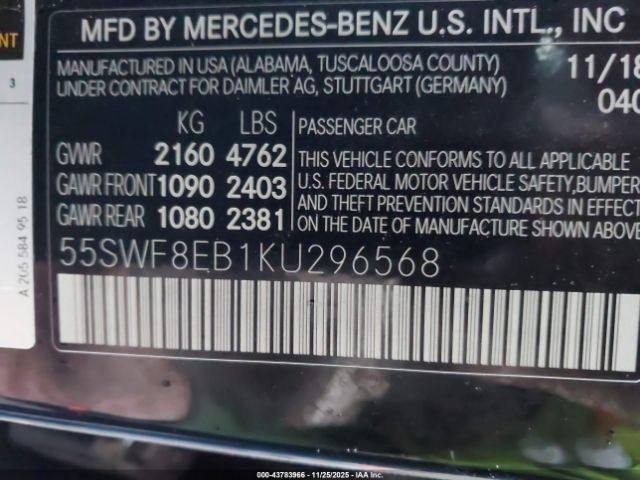 MFD BY MERCEDES-BENZ U.S. INTL., INC
MANUFACTURED IN USA (ALABAMA, TUSCALOOSA COUNTY)
UNDER CONTRACT FOR DAIMLER AG, STUTTGART (GERMANY)
11/18
040
KG LBS
GVWR 2160 4762
GAWR FRONT 1090 2403
GAWR REAR 1080 2381
PASSENGER CAR
THIS VEHICLE CONFORMS TO ALL APPLICABLE
U.S. FEDERAL MOTOR VEHICLE SAFETY, BUMPER
AND THEFT PREVENTION STANDARDS IN EFFECT
ON THE DATE OF MANUFACTURE SHOWN ABOVE
55SWF8EB1KU296568
3
A 205 584 95 18
000-43783966 - 11/25/2025 - IAAI.COM